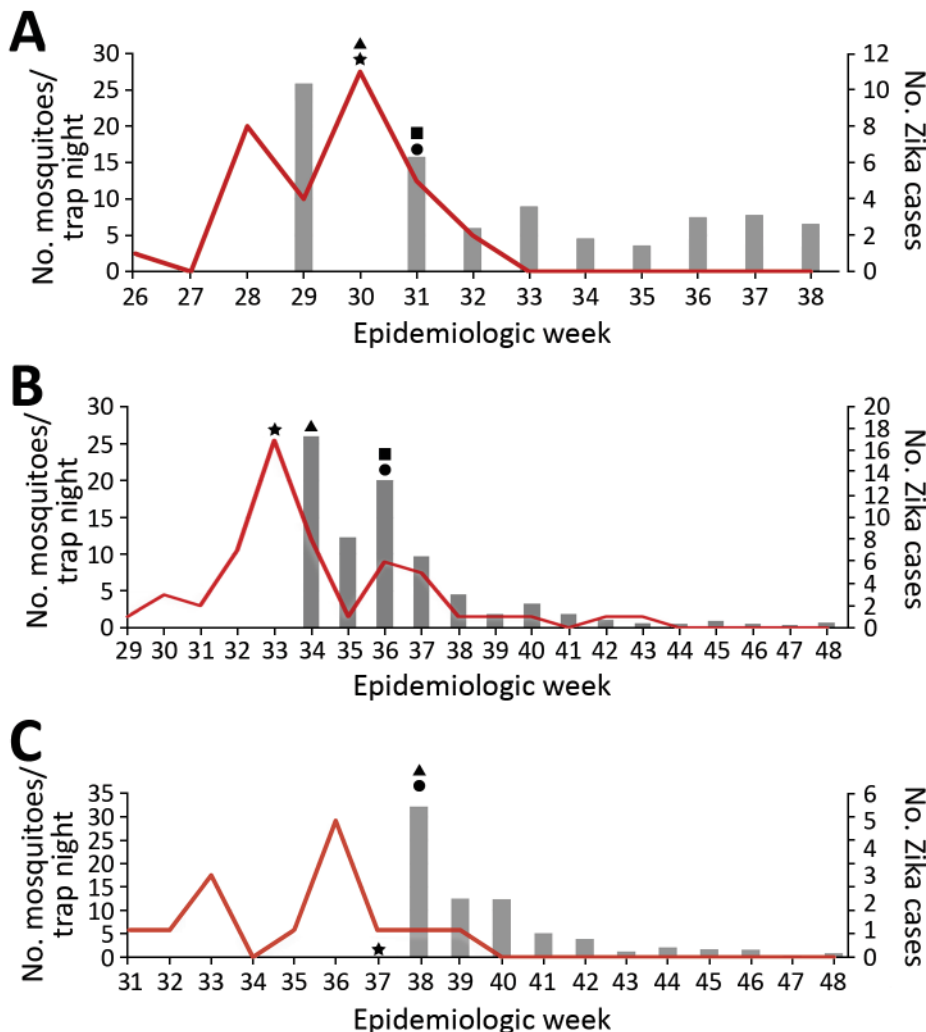 A
No. mosquitoes/
trap night
30
25
20
15
10
5
0
12
10
8
6
4
2
0
No. Zika cases
26 27 28 29 30 31 32 33 34 35 36 37 38
Epidemiologic week
B
No. mosquitoes/
trap night
30
25
20
15
10
5
0
20
18
16
14
12
10
8
6
4
2
0
No. Zika cases
29 30 31 32 33 34 35 36 37 38 39 40 41 42 43 44 45 46 47 48
Epidemiologic week
C
No. mosquitoes/
trap night
35
30
25
20
15
10
5
0
6
5
4
3
2
1
0
No. Zika cases
31 32 33 34 35 36 37 38 39 40 41 42 43 44 45 46 47 48
Epidemiologic week